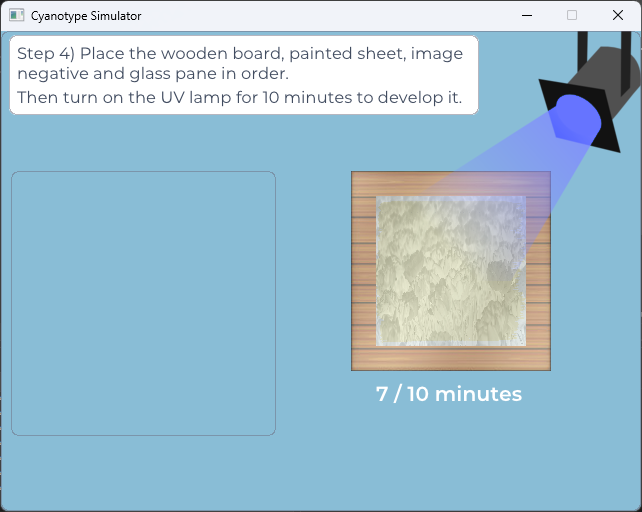 Cyanotype Simulator
Step 4) Place the wooden board, painted sheet, image
negative and glass pane in order.
Then turn on the UV lamp for 10 minutes to develop it.
7 / 10 minutes